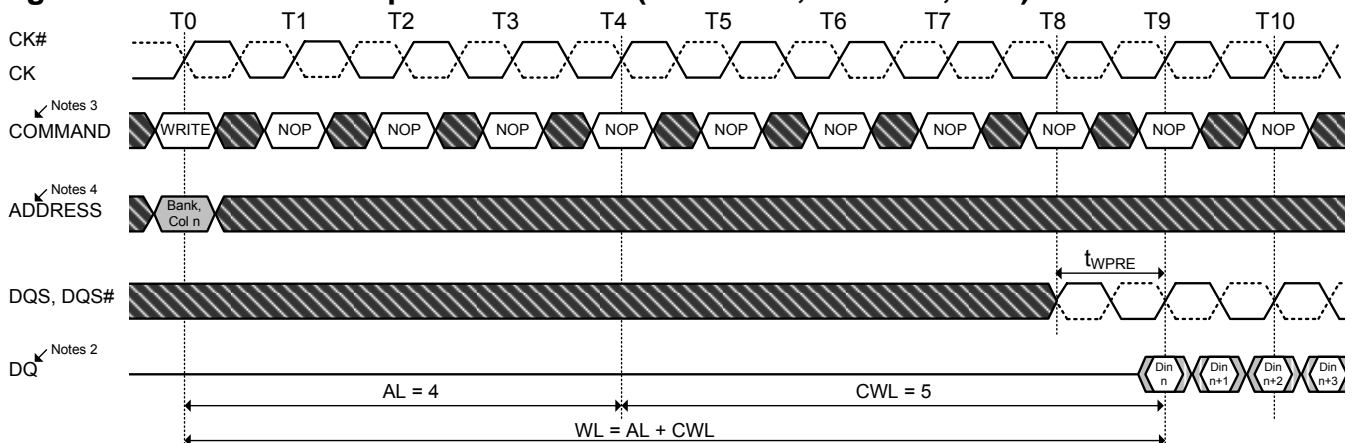 T0 T1 T2 T3 T4 T5 T6 T7 T8 T9 T10
CK#
CK
Notes 3
COMMAND
WRITE NOP NOP NOP NOP NOP NOP NOP NOP NOP NOP
Notes 4
ADDRESS
Bank,
Col n
tWPRE
DQS, DQS#
Notes 2
DQ
Din Din Din Din
n n+1 n+2 n+3
AL = 4 CWL = 5
WL = AL + CWL